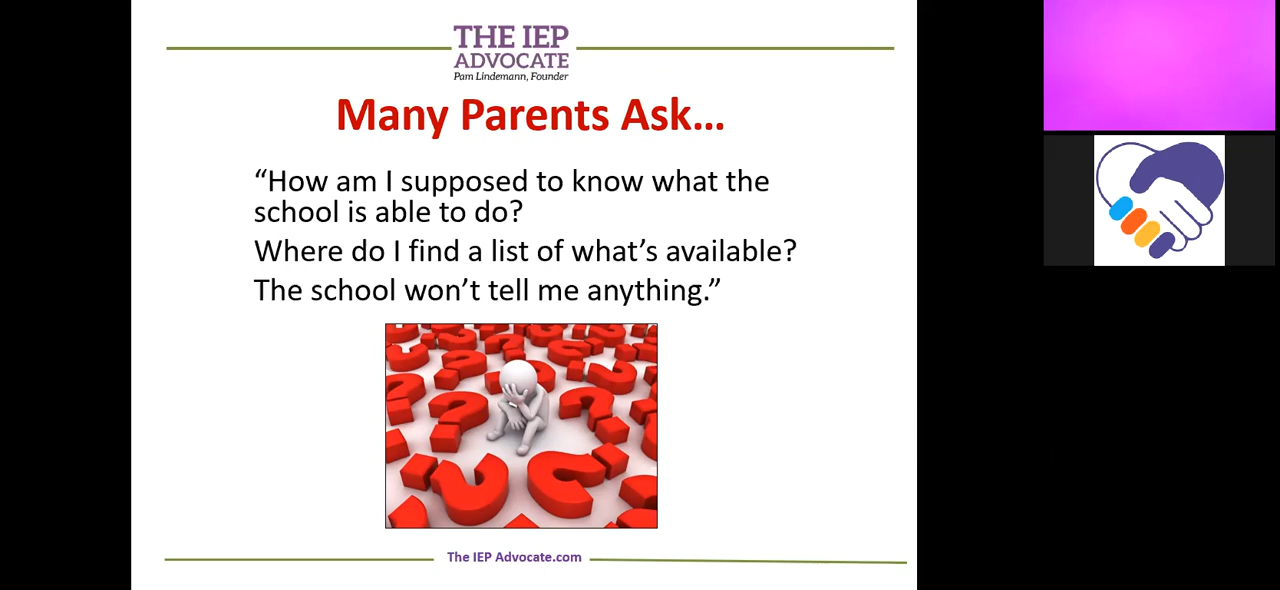 THE IEP
ADVOCATE
Pam Lindemann, Founder
Many Parents Ask...
“How am I supposed to know what the
school is able to do?
Where do I find a list of what’s available?
The school won’t tell me anything.”
The IEP Advocate.com